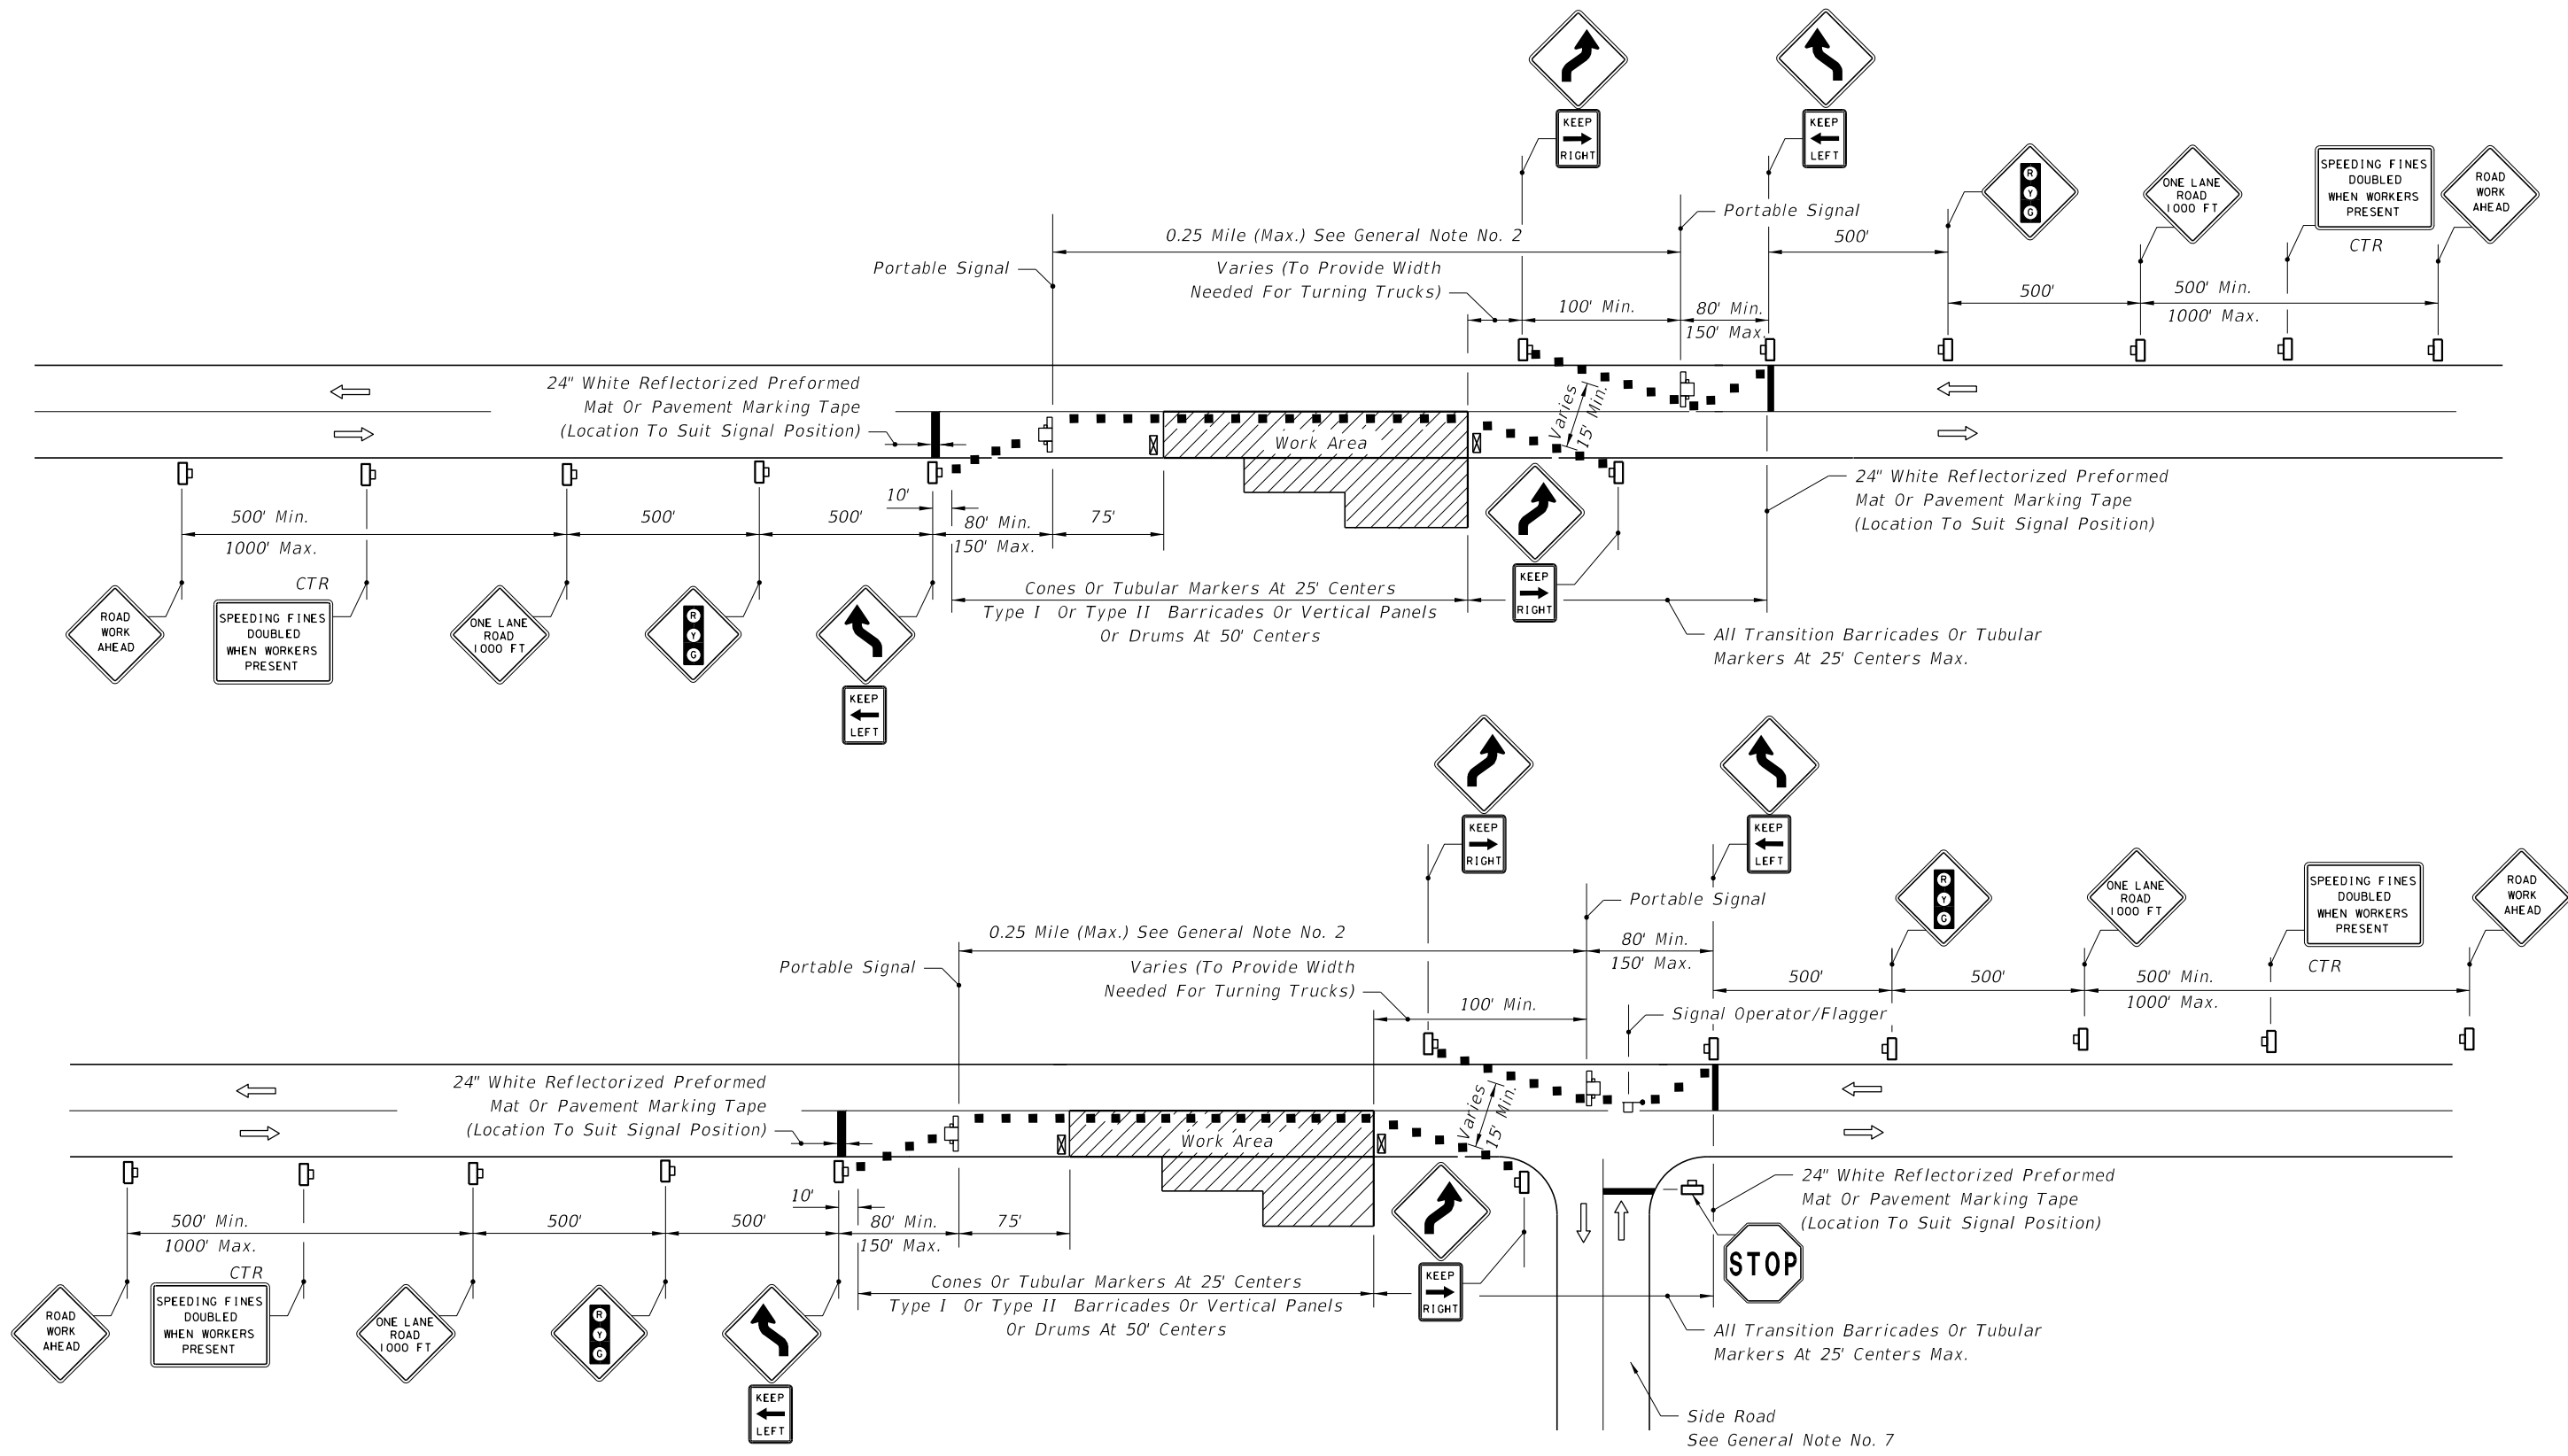 KEEP
RIGHT
KEEP
LEFT
R
Y
G
ONE LANE
ROAD
1000 FT
SPEEDING FINES
DOUBLED
WHEN WORKERS
PRESENT
CTR
ROAD
WORK
AHEAD
Portable Signal
0.25 Mile (Max.) See General Note No. 2
500'
Portable Signal
Varies (To Provide Width
Needed For Turning Trucks)
100' Min.
80' Min.
150' Max.
500'
500' Min.
1000' Max.
24" White Reflectorized Preformed
Mat Or Pavement Marking Tape
(Location To Suit Signal Position)
Work Area
Varies
15' Min.
24" White Reflectorized Preformed
Mat Or Pavement Marking Tape
(Location To Suit Signal Position)
500' Min.
1000' Max.
500'
500'
10'
80' Min.
150' Max.
75'
CTR
ROAD
WORK
AHEAD
SPEEDING FINES
DOUBLED
WHEN WORKERS
PRESENT
ONE LANE
ROAD
1000 FT
R
Y
G
KEEP
LEFT
Cones Or Tubular Markers At 25' Centers
Type I Or Type II Barricades Or Vertical Panels
Or Drums At 50' Centers
KEEP
RIGHT
All Transition Barricades Or Tubular
Markers At 25' Centers Max.
KEEP
RIGHT
KEEP
LEFT
R
Y
G
ONE LANE
ROAD
1000 FT
SPEEDING FINES
DOUBLED
WHEN WORKERS
PRESENT
CTR
ROAD
WORK
AHEAD
Portable Signal
0.25 Mile (Max.) See General Note No. 2
80' Min.
150' Max.
Portable Signal
Varies (To Provide Width
Needed For Turning Trucks)
100' Min.
500'
500'
500' Min.
1000' Max.
Signal Operator/Flagger
24" White Reflectorized Preformed
Mat Or Pavement Marking Tape
(Location To Suit Signal Position)
Work Area
Varies
15' Min.
24" White Reflectorized Preformed
Mat Or Pavement Marking Tape
(Location To Suit Signal Position)
STOP
500' Min.
1000' Max.
500'
500'
10'
80' Min.
150' Max.
75'
CTR
ROAD
WORK
AHEAD
SPEEDING FINES
DOUBLED
WHEN WORKERS
PRESENT
ONE LANE
ROAD
1000 FT
R
Y
G
KEEP
LEFT
Cones Or Tubular Markers At 25' Centers
Type I Or Type II Barricades Or Vertical Panels
Or Drums At 50' Centers
KEEP
RIGHT
All Transition Barricades Or Tubular
Markers At 25' Centers Max.
Side Road
See General Note No. 7